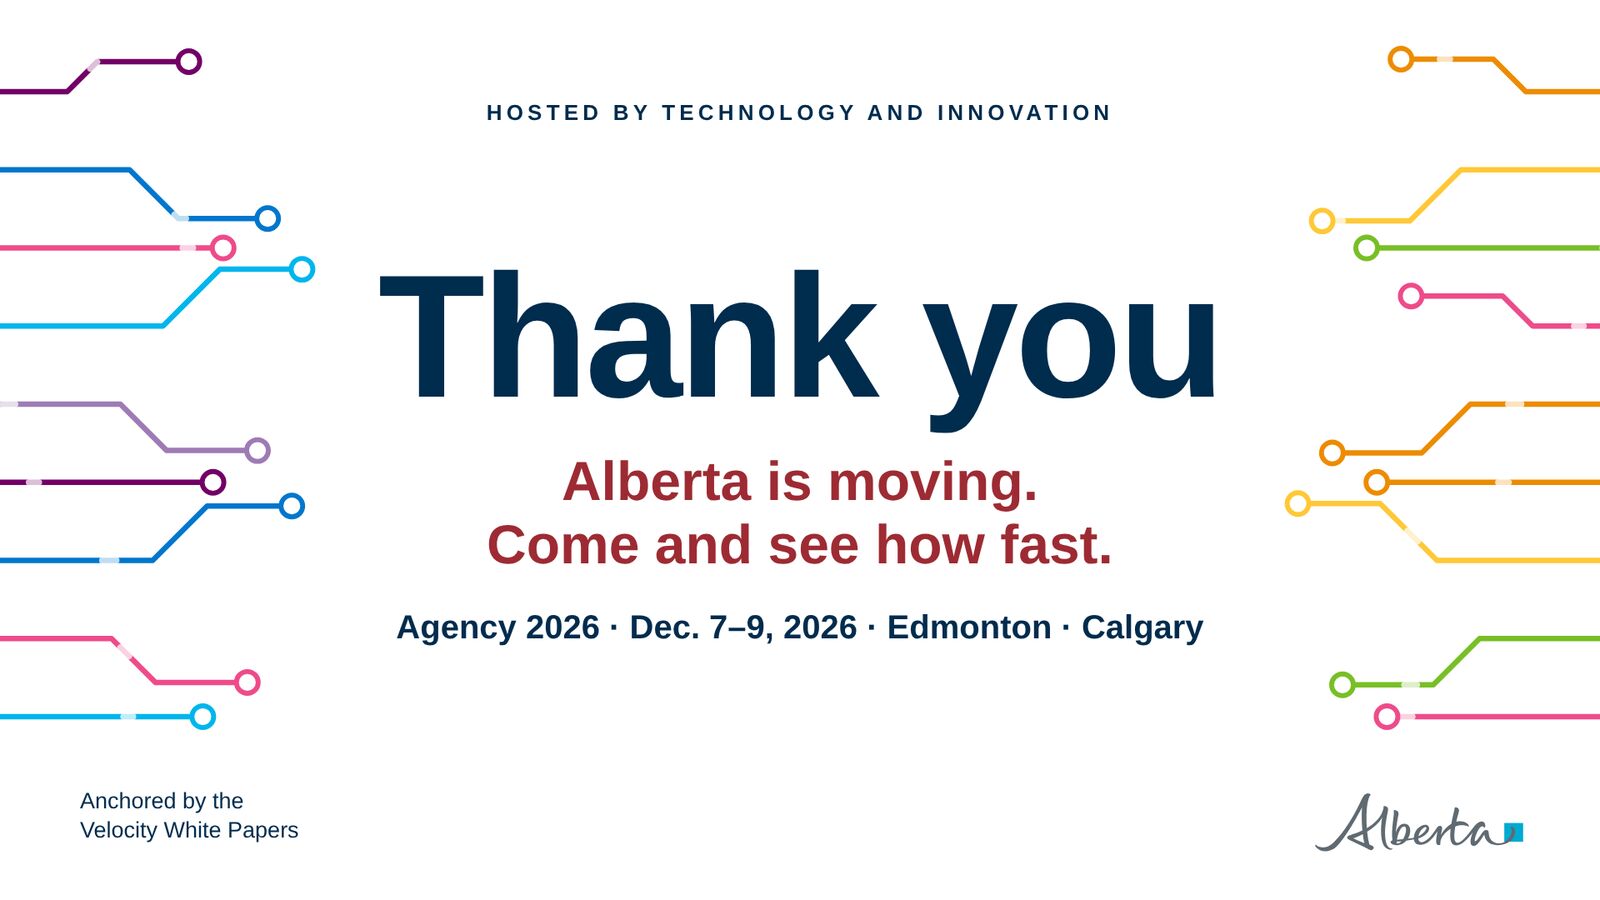 HOSTED BY TECHNOLOGY AND INNOVATION
Thank you
Alberta is moving.
Come and see how fast.
Agency 2026 · Dec. 7–9, 2026 · Edmonton · Calgary
Anchored by the
Velocity White Papers
Alberta